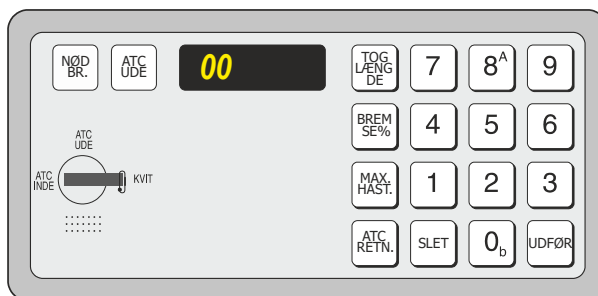 NØD
BR.
ATC
UDE
00
TOG
LÆNG
DE
7
8A
9
BREM
SE%
4
5
6
ATC
UDE
ATC
INDE
KVIT
MAX.
HAST.
1
2
3
ATC
RETN.
SLET
0b
UDFØR